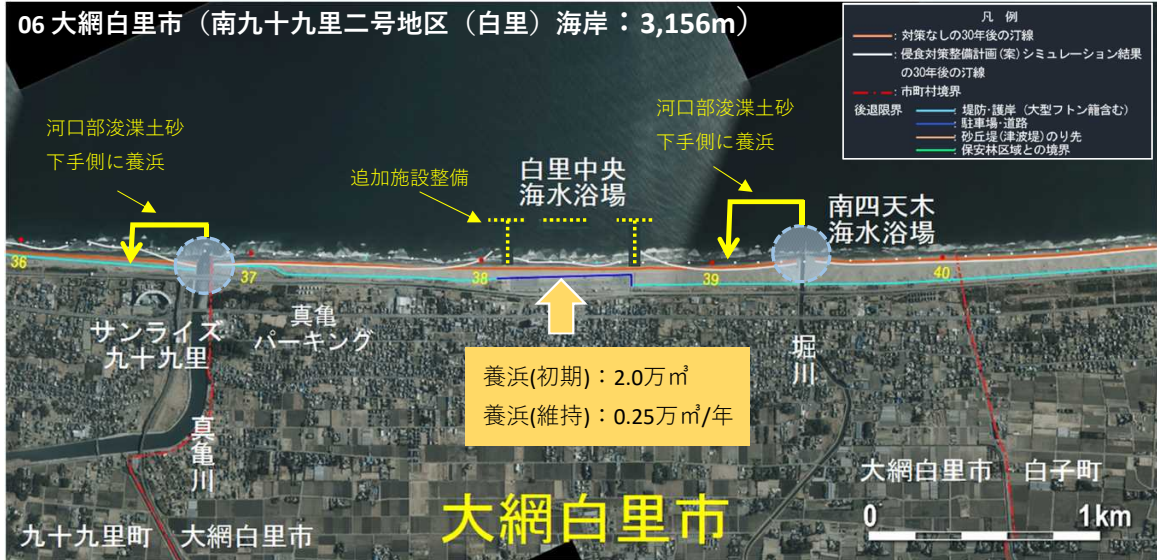 06 大網白里市（南九十九里二号地区（白里）海岸：3,156m）
凡 例
: 対策なしの30年後の汀線
: 侵食対策整備計画(案)シミュレーション結果
の30年後の汀線
: 市町村境界
後退限界
: 堤防・護岸 (大型フトン籠含む)
: 駐車場・道路
: 砂丘堤(津波堤)のり先
: 保安林区域との境界
河口部浚渫土砂
下手側に養浜
追加施設整備
白里中央
海水浴場
河口部浚渫土砂
下手側に養浜
南四天木
海水浴場
36
37
38
39
40
サンライズ
九十九里
真亀
パーキング
真亀川
堀川
養浜(初期)：2.0万㎥
養浜(維持)：0.25万㎥/年
大網白里市
大網白里市
白子町
九十九里町
大網白里市
0
1km